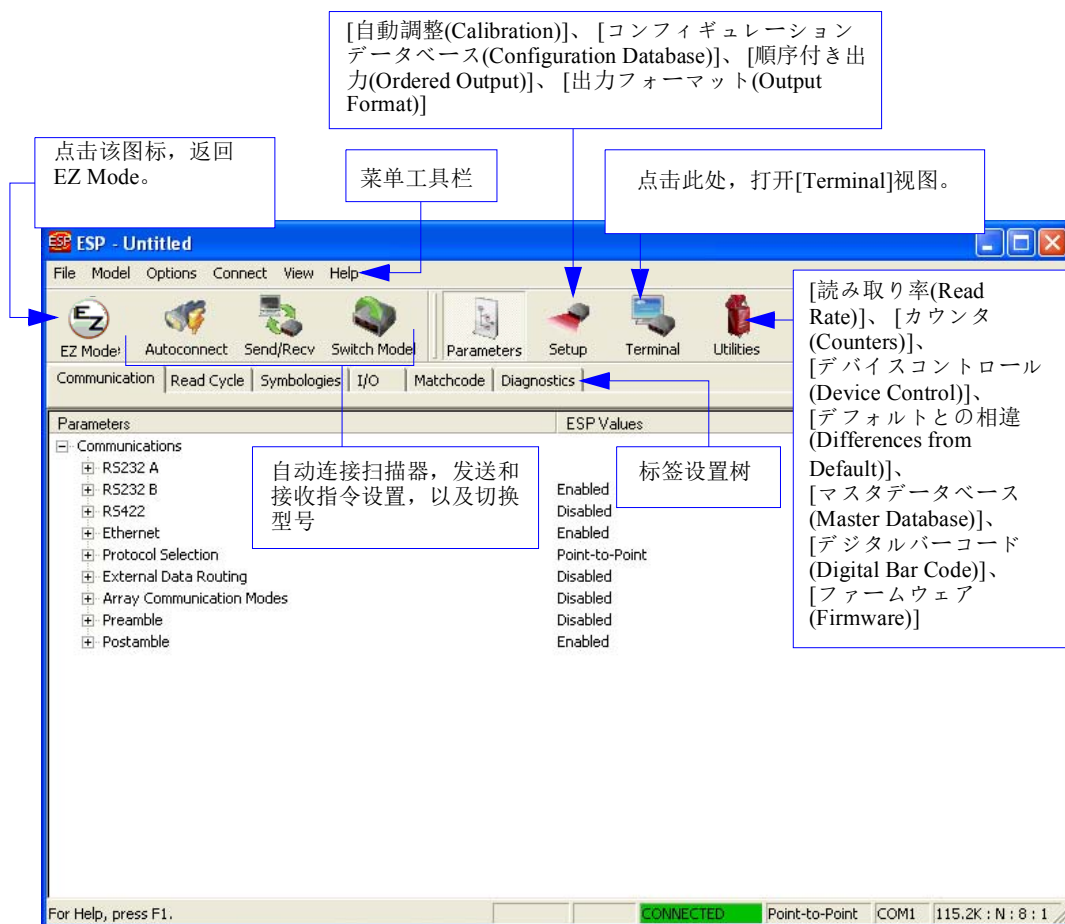 [自動調整(Calibration)]、[コンフィギュレーション
データベース(Configuration Database)]、[順序付き出
力(Ordered Output)]、[出力フォーマット(Output
Format)]
点击该图标，返回
EZ Mode。
菜单工具栏
点击此处，打开[Terminal]视图。
ESP - Untitled
File Model Options Connect View Help
EZ Mode Autoconnect Send/Recv Switch Model Parameters Setup Terminal Utilities
[読み取り率(Read
Rate)]、[カウンタ
(Counters)]、
[デバイスコントロール
(Device Control)]、
[デフォルトとの相違
(Differences from
Default)]、
[マスタデータベース
(Master Database)]、
[デジタルバーコード
(Digital Bar Code)]、
[ファームウェア
(Firmware)]
Communication Read Cycle Symbologies I/O Matchcode Diagnostics
Parameters ESP Values
Communications
RS232 A
RS232 B Enabled
RS422 Disabled
Ethernet Enabled
Protocol Selection Point-to-Point
External Data Routing Disabled
Array Communication Modes Disabled
Preamble Disabled
Postamble Enabled
自动连接扫描器，发送和
接收指令设置，以及切换
型号
标签设置树
For Help, press F1. CONNECTED Point-to-Point COM1 115.2K : N : 8 : 1